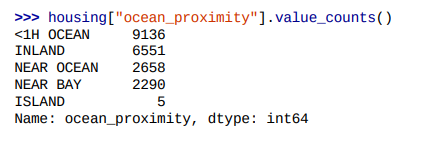 >>> housing["ocean_proximity"].value_counts()
<1H OCEAN     9136
INLAND        6551
NEAR OCEAN    2658
NEAR BAY      2290
ISLAND           5
Name: ocean_proximity, dtype: int64